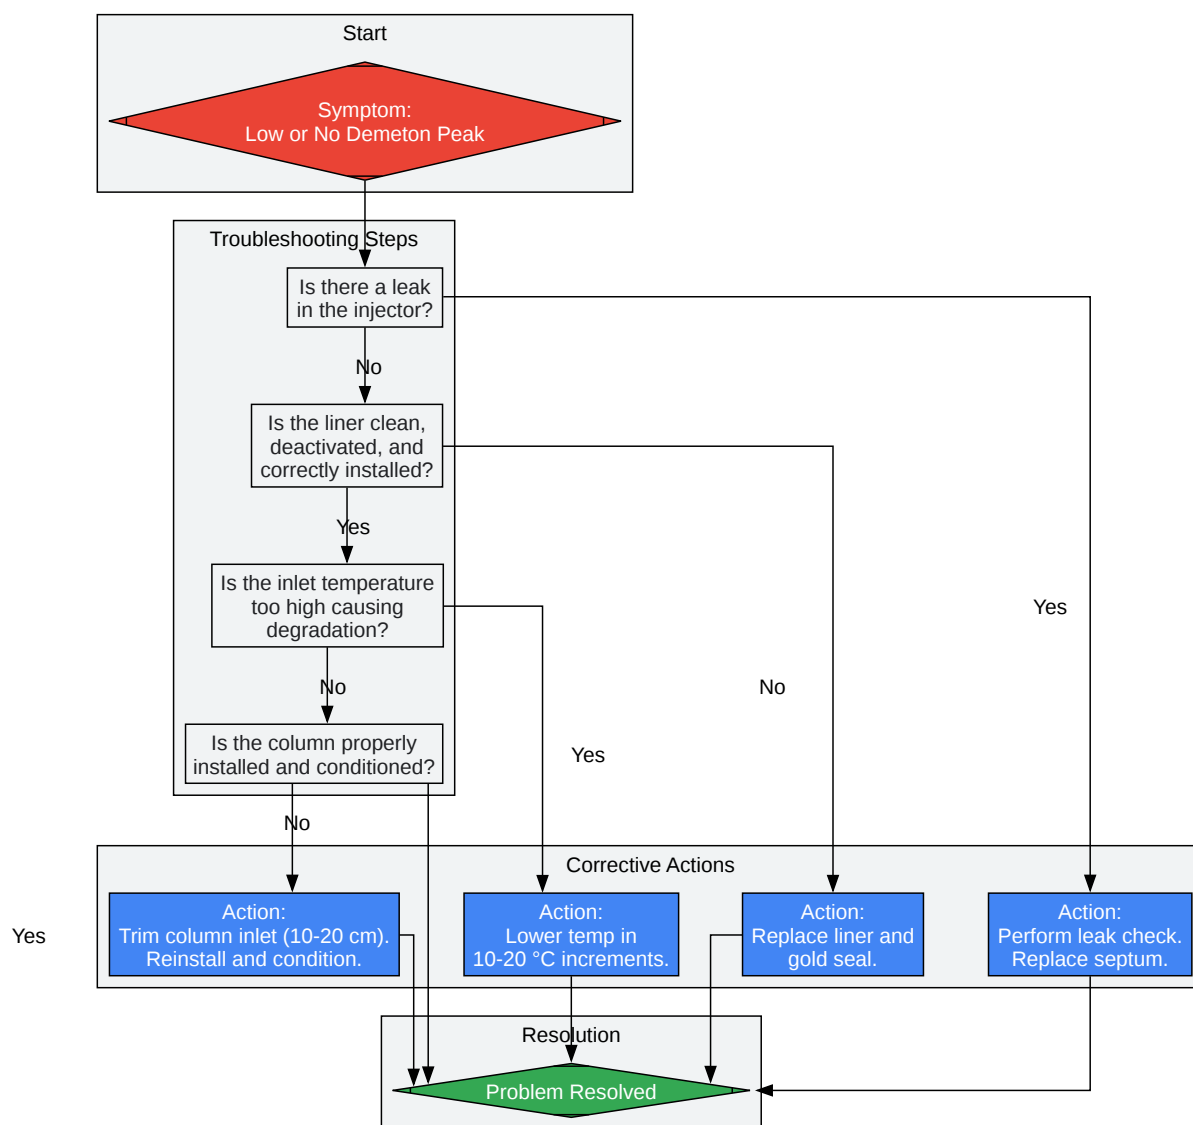 Start
Symptom:
Low or No Demeton Peak
Troubleshooting Steps
Is there a leak
in the injector?
No
Is the liner clean,
deactivated, and
correctly installed?
Yes
Is the inlet temperature
too high causing
degradation?
Yes
No
No
Is the column properly
installed and conditioned?
Yes
No
Corrective Actions
Action:
Trim column inlet (10-20 cm).
Reinstall and condition.
Action:
Lower temp in
10-20 °C increments.
Action:
Replace liner and
gold seal.
Action:
Perform leak check.
Replace septum.
Yes
Resolution
Problem Resolved